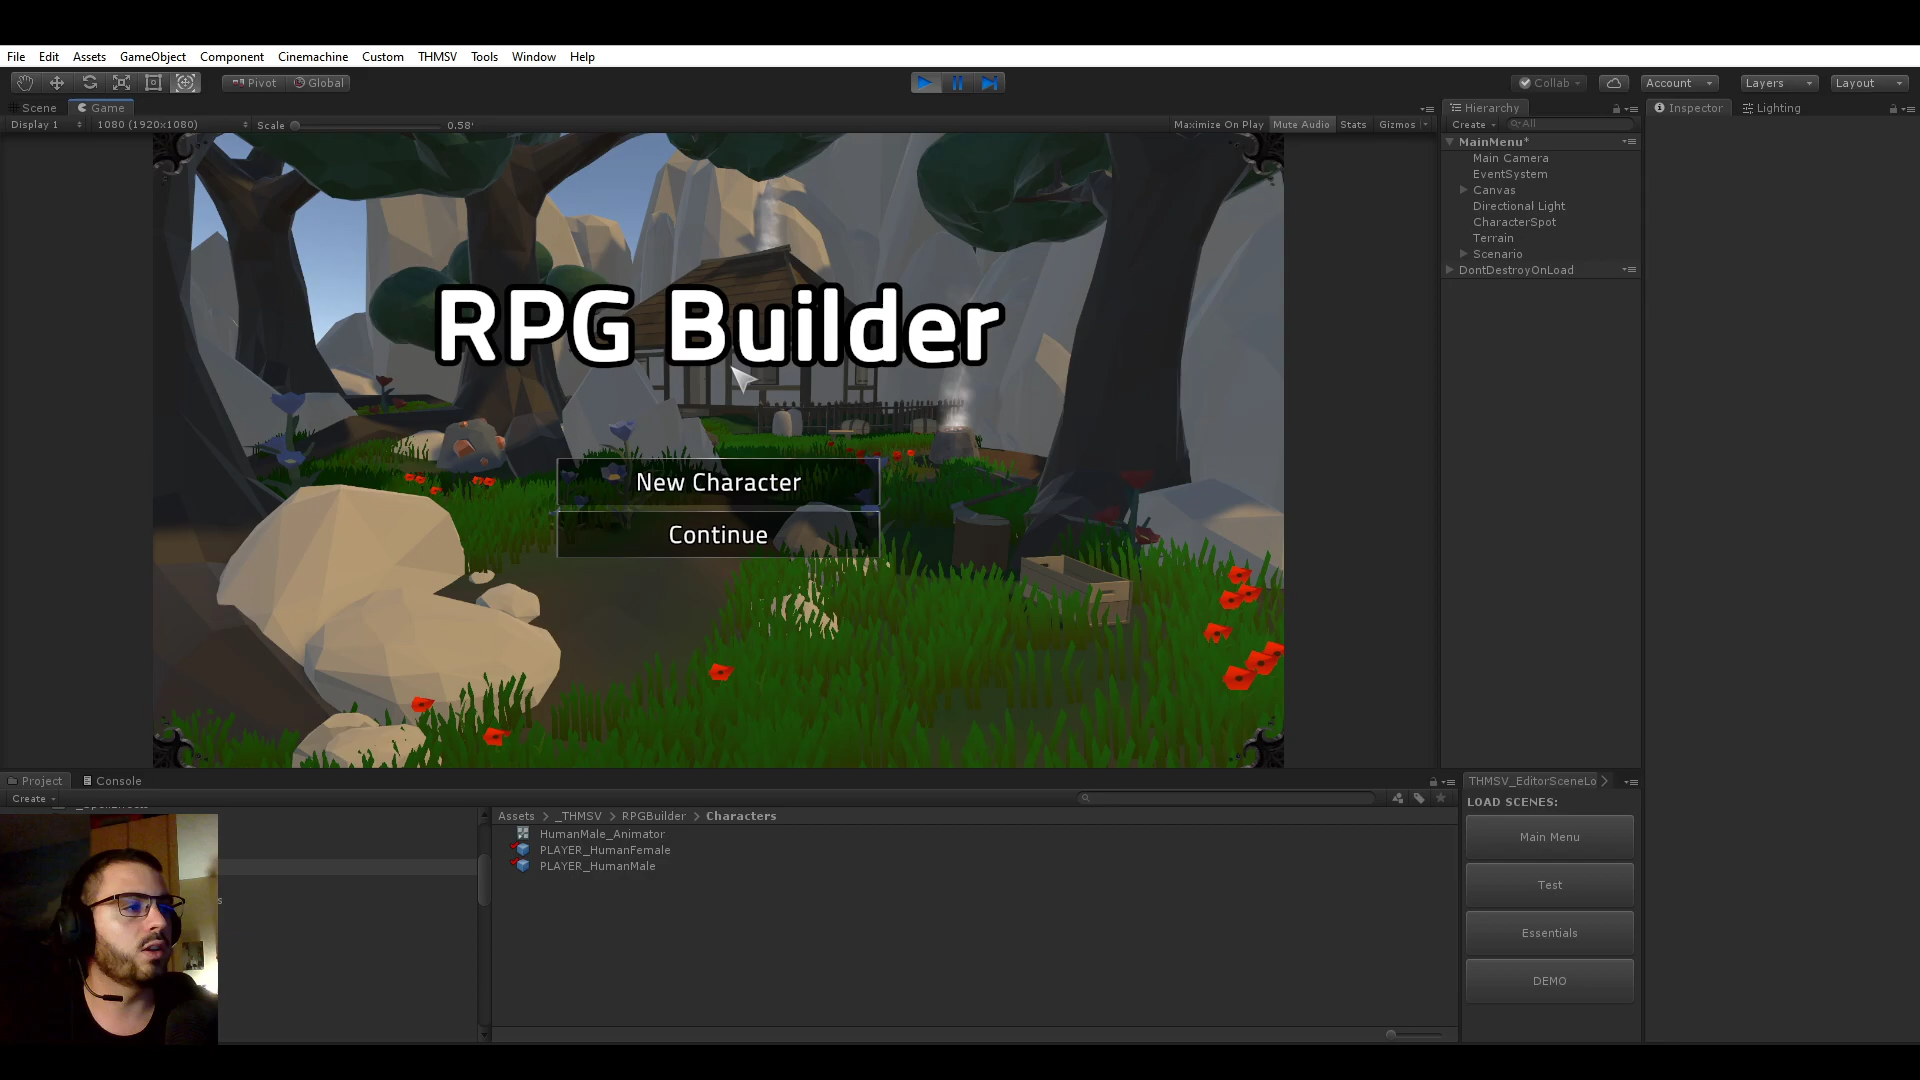 File Edit Assets GameObject Component Cinemachine Custom THMSV Tools Window Help
Pivot Global Collab Account Layers Layout
Scene Game Hierarchy Inspector Lighting
Display 1 1080 (1920x1080) Scale 0.58 Maximize On Play Mute Audio Stats Gizmos Create All
MainMenu*
Main Camera
EventSystem
Canvas
Directional Light
CharacterSpot
Terrain
Scenario
DontDestroyOnLoad
RPG Builder
New Character
Continue
Project Console THMSV_EditorSceneLo
Create
LOAD SCENES:
Assets > _THMSV > RPGBuilder > Characters
HumanMale_Animator
PLAYER_HumanFemale
PLAYER_HumanMale
Main Menu
Test
Essentials
DEMO